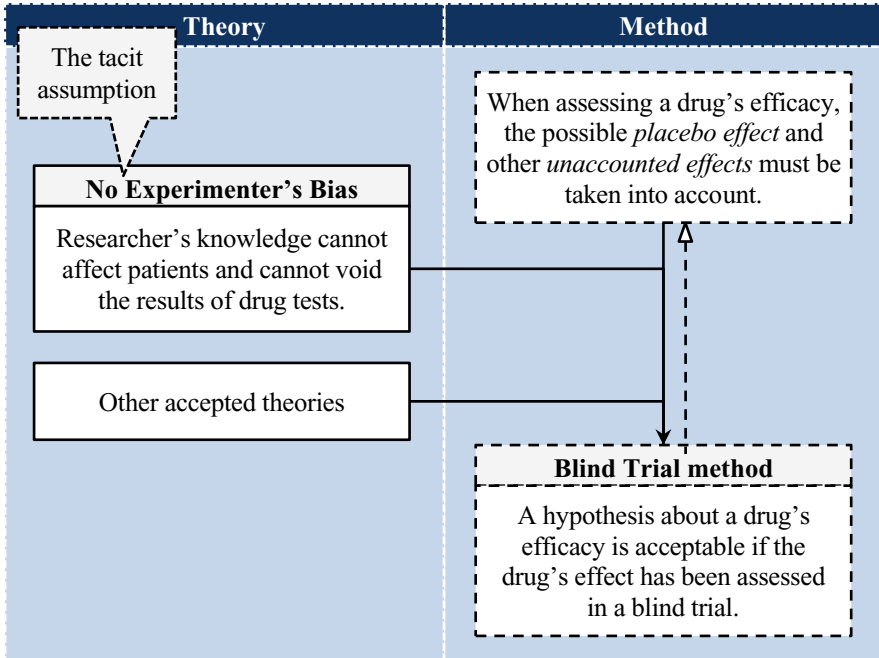 Theory
Method
The tacit
assumption
No Experimenter’s Bias
Researcher’s knowledge cannot
affect patients and cannot void
the results of drug tests.
Other accepted theories
When assessing a drug’s efficacy,
the possible placebo effect and
other unaccounted effects must be
taken into account.
Blind Trial method
A hypothesis about a drug’s
efficacy is acceptable if the
drug’s effect has been assessed
in a blind trial.